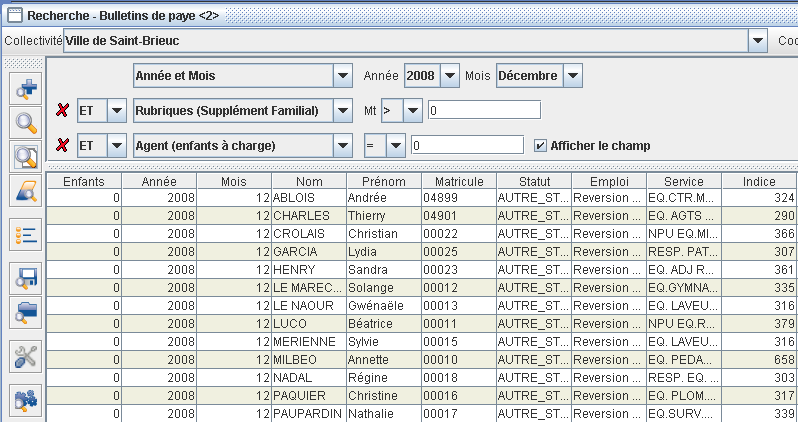 Recherche - Bulletins de paye <2>
Collectivité Ville de Saint-Brieuc
Année et Mois Année 2008 Mois Décembre
ET Rubriques (Supplément Familial) Mt > 0
ET Agent (enfants à charge) = 0 Afficher le champ
Enfants Année Mois Nom Prénom Matricule Statut Emploi Service Indice
0 2008 12 ABLOIS Andrée 04899 AUTRE_ST... Reversion ... EQ.CTR.M... 324
0 2008 12 CHARLES Thierry 04901 AUTRE_ST... Reversion ... EQ. AGTS ... 290
0 2008 12 CROLAIS Christian 00022 AUTRE_ST... Reversion ... NPU EQ.MI... 366
0 2008 12 GARCIA Lydia 00025 AUTRE_ST... Reversion ... RESP. PAT... 307
0 2008 12 HENRY Sandra 00023 AUTRE_ST... Reversion ... EQ. ADJ R... 361
0 2008 12 LE MAREC... Solange 00012 AUTRE_ST... Reversion ... EQ.GYMNA... 335
0 2008 12 LE NAOUR Gwénaële 00013 AUTRE_ST... Reversion ... EQ. LAVEU... 316
0 2008 12 LUCO Béatrice 00011 AUTRE_ST... Reversion ... NPU EQ.R... 379
0 2008 12 MERIENNE Sylvie 00015 AUTRE_ST... Reversion ... EQ. LAVEU... 316
0 2008 12 MILBEO Annette 00010 AUTRE_ST... Reversion ... EQ. PEDA... 658
0 2008 12 NADAL Régine 00018 AUTRE_ST... Reversion ... RESP. EQ. ... 303
0 2008 12 PAQUIER Christine 00016 AUTRE_ST... Reversion ... EQ. PLOM.... 317
0 2008 12 PAUPARDIN Nathalie 00017 AUTRE_ST... Reversion ... EQ.SURV.... 339